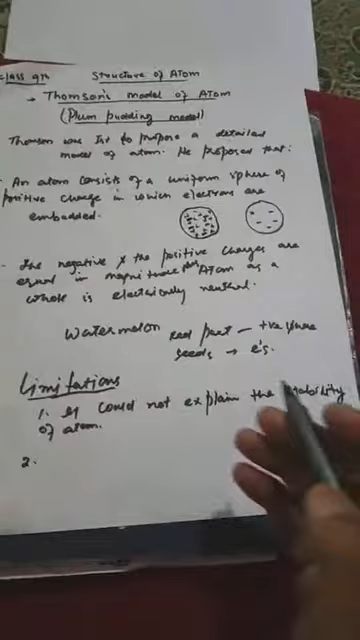 class 9th Structure of Atom
→ Thomson's model of Atom
(Plum pudding model)
Thomson was Ist to propose a detailed
model of atom. He proposed that:
An atom consists of a uniform sphere of
positive charge in which electrons are
embedded.
The negative & the positive charges are
equal in magnitude Atom as a
whole is electrically neutral.
Watermelon Red part – +ve sphere
seeds → e's.
Limitations
1. It could not explain the stability
of atom.
2.